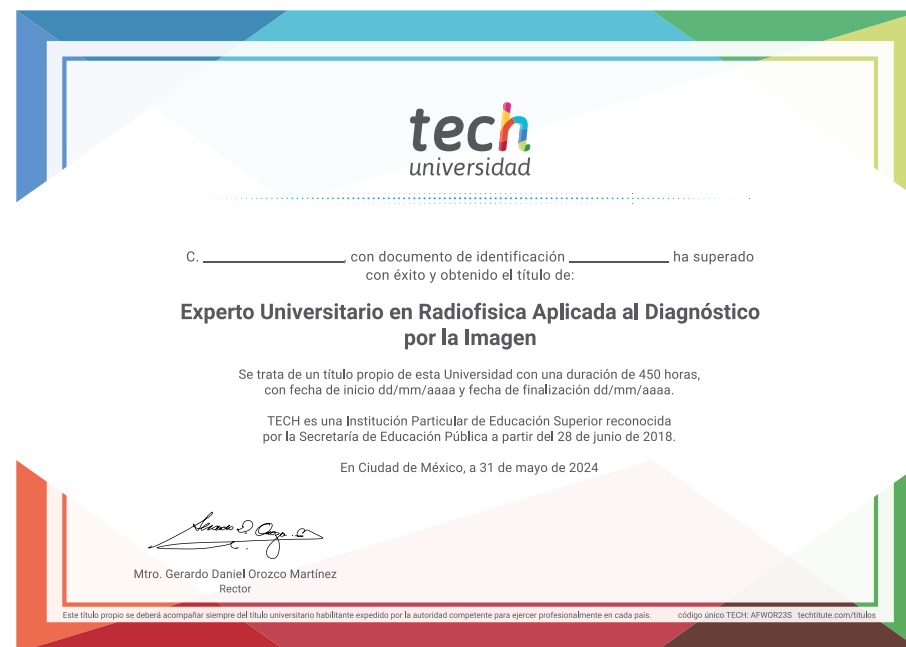 tech
universidad
C. ____________, con documento de identificación ____________ ha superado
con éxito y obtenido el título de:
Experto Universitario en Radiofisica Aplicada al Diagnóstico
por la Imagen
Se trata de un título propio de esta Universidad con una duración de 450 horas,
con fecha de inicio dd/mm/aaaa y fecha de finalización dd/mm/aaaa.
TECH es una Institución Particular de Educación Superior reconocida
por la Secretaría de Educación Pública a partir del 28 de junio de 2018.
En Ciudad de México, a 31 de mayo de 2024
Mtro. Gerardo Daniel Orozco Martínez
Rector
Este título propio se deberá acompañar siempre del título universitario habilitante expedido por la autoridad competente para ejercer profesionalmente en cada país. código único TECH: AFWOR23S techtitute.com/titulos